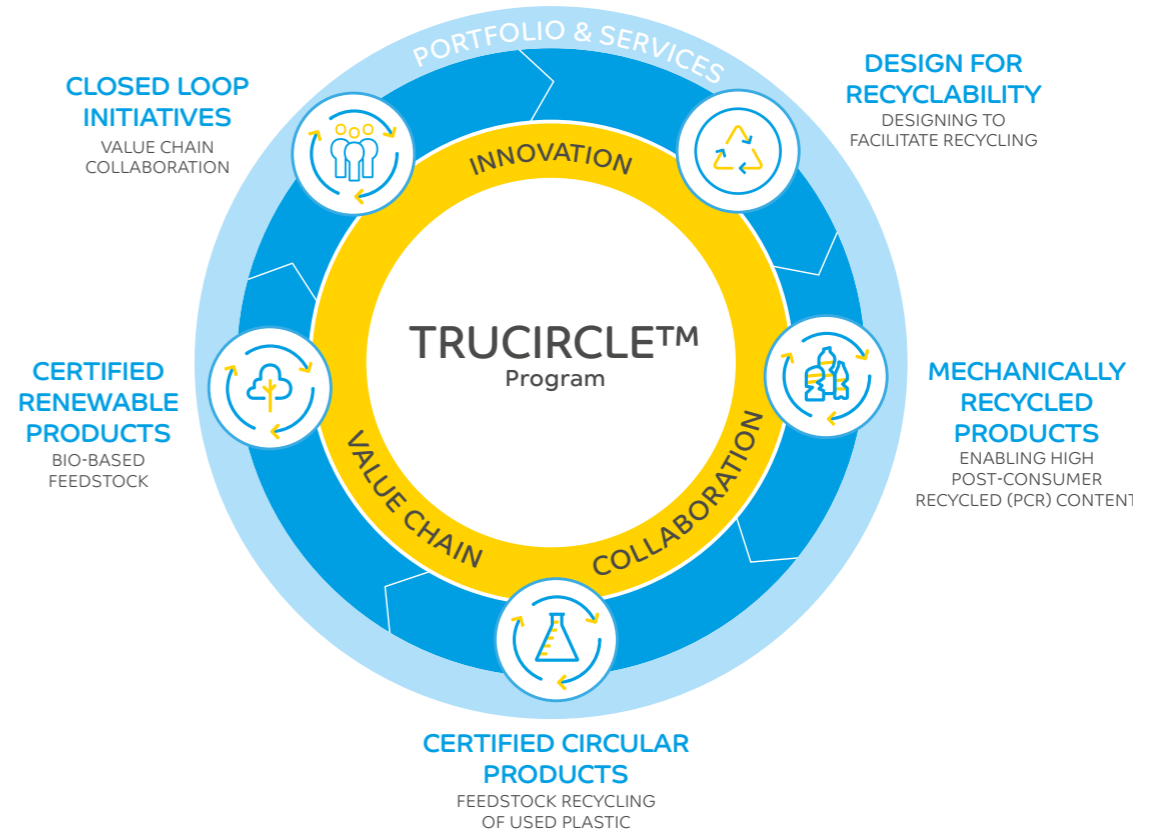 PORTFOLIO & SERVICES
CLOSED LOOP
INITIATIVES
VALUE CHAIN
COLLABORATION
DESIGN FOR
RECYCLABILITY
DESIGNING TO
FACILITATE RECYCLING
INNOVATION
TRUCIRCLE™
Program
CERTIFIED
RENEWABLE
PRODUCTS
BIO-BASED
FEEDSTOCK
MECHANICALLY
RECYCLED
PRODUCTS
ENABLING HIGH
POST-CONSUMER
RECYCLED (PCR) CONTENT
VALUE CHAIN
COLLABORATION
CERTIFIED CIRCULAR
PRODUCTS
FEEDSTOCK RECYCLING
OF USED PLASTIC